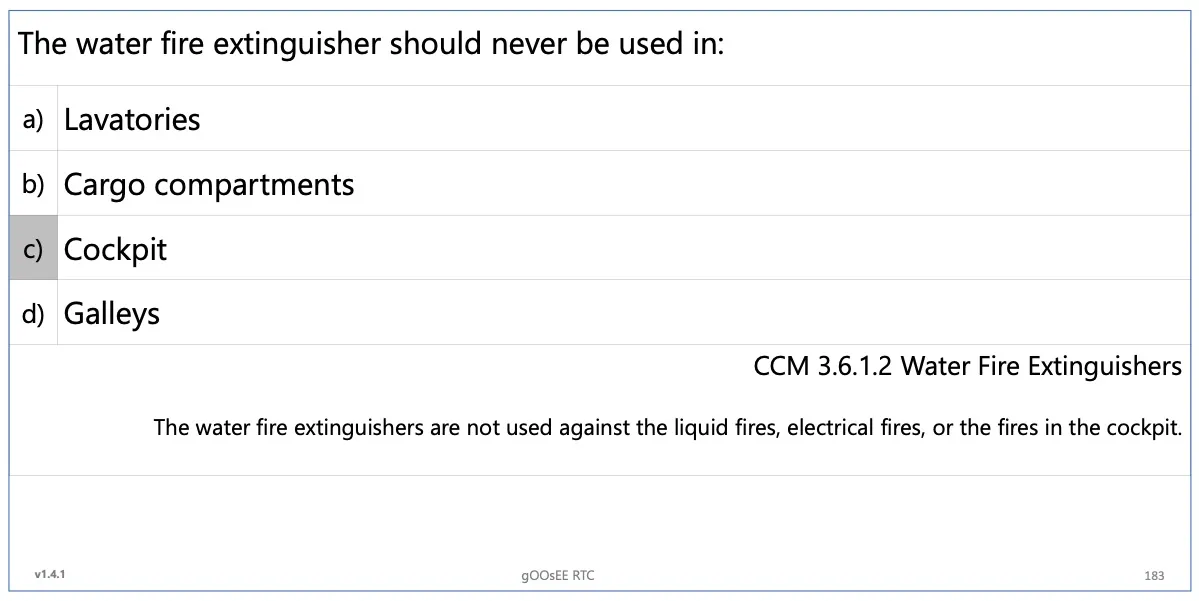 The water fire extinguisher should never be used in:
a) Lavatories
b) Cargo compartments
c) Cockpit
d) Galleys
CCM 3.6.1.2 Water Fire Extinguishers
The water fire extinguishers are not used against the liquid fires, electrical fires, or the fires in the cockpit.
v1.4.1 gOOsEE RTC 183